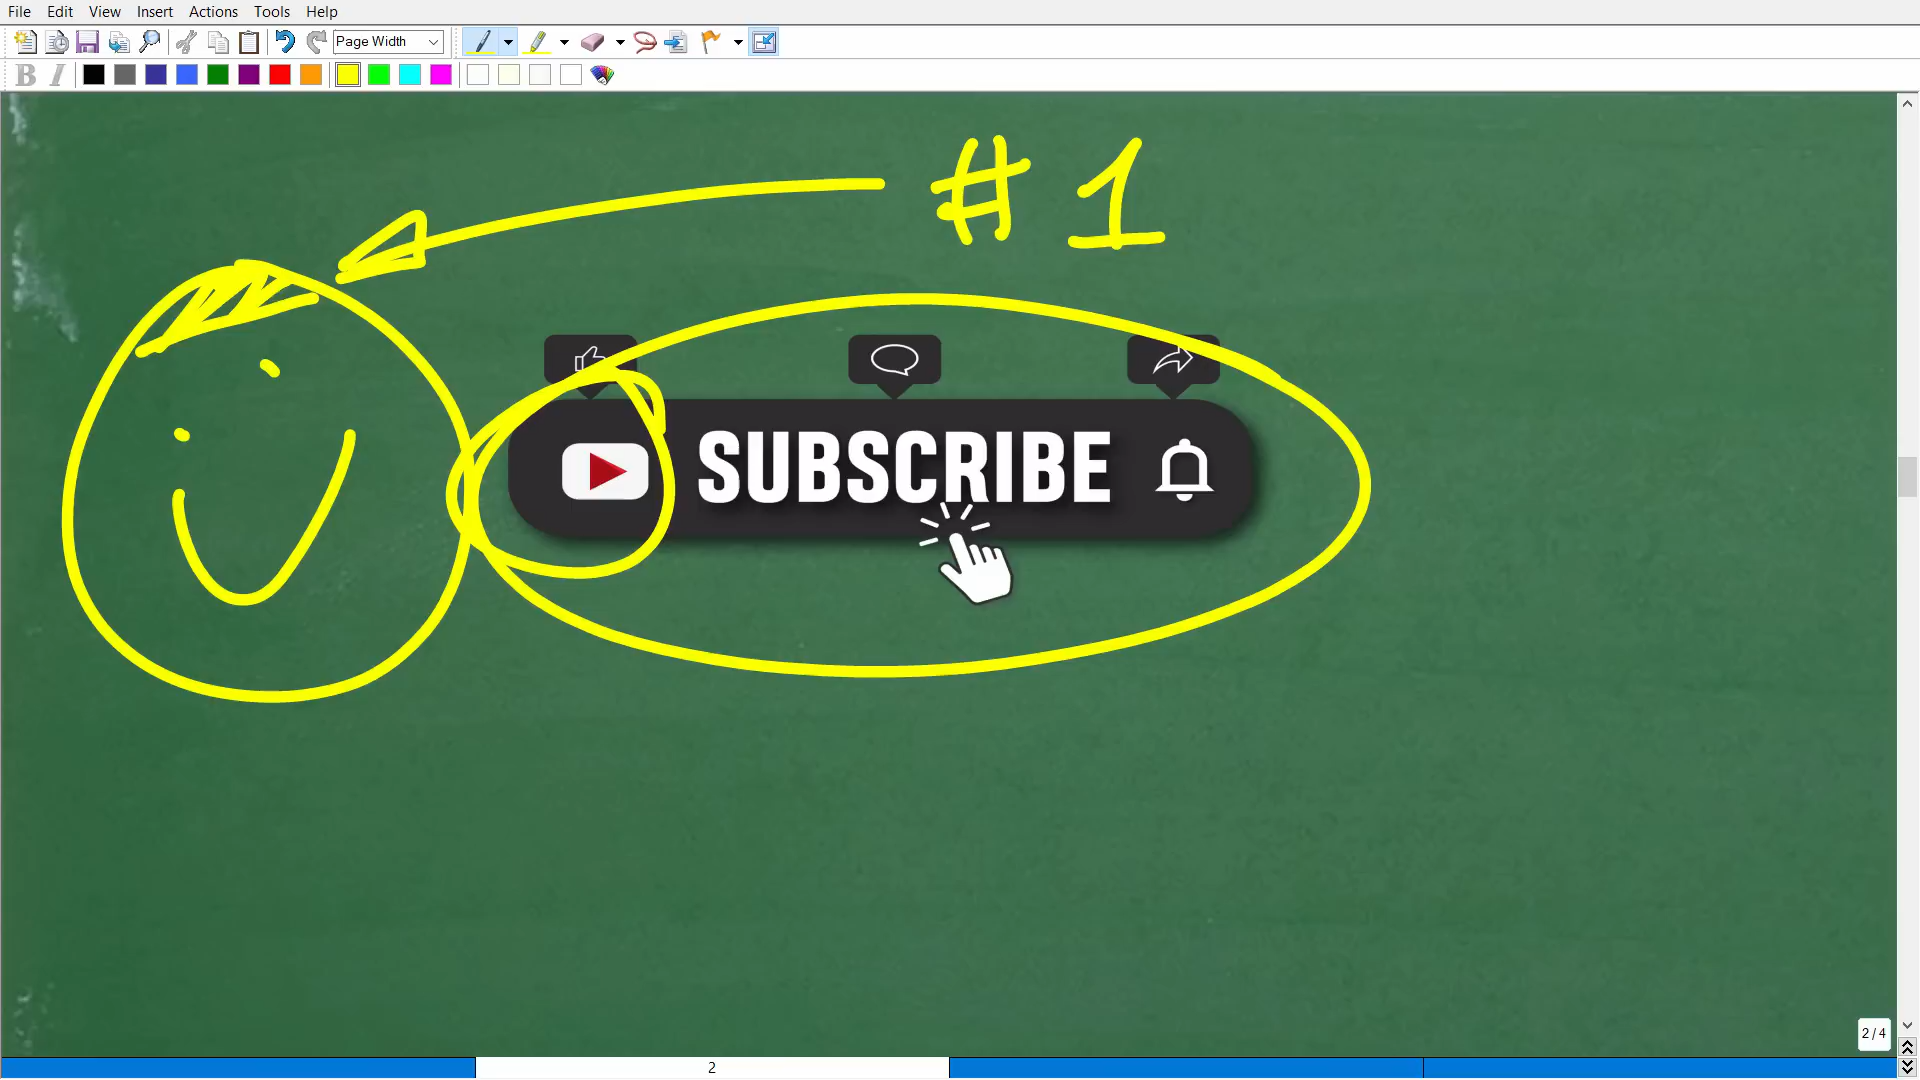 File Edit View Insert Actions Tools Help
Page Width
B I
# 1
SUBSCRIBE
2 / 4
2